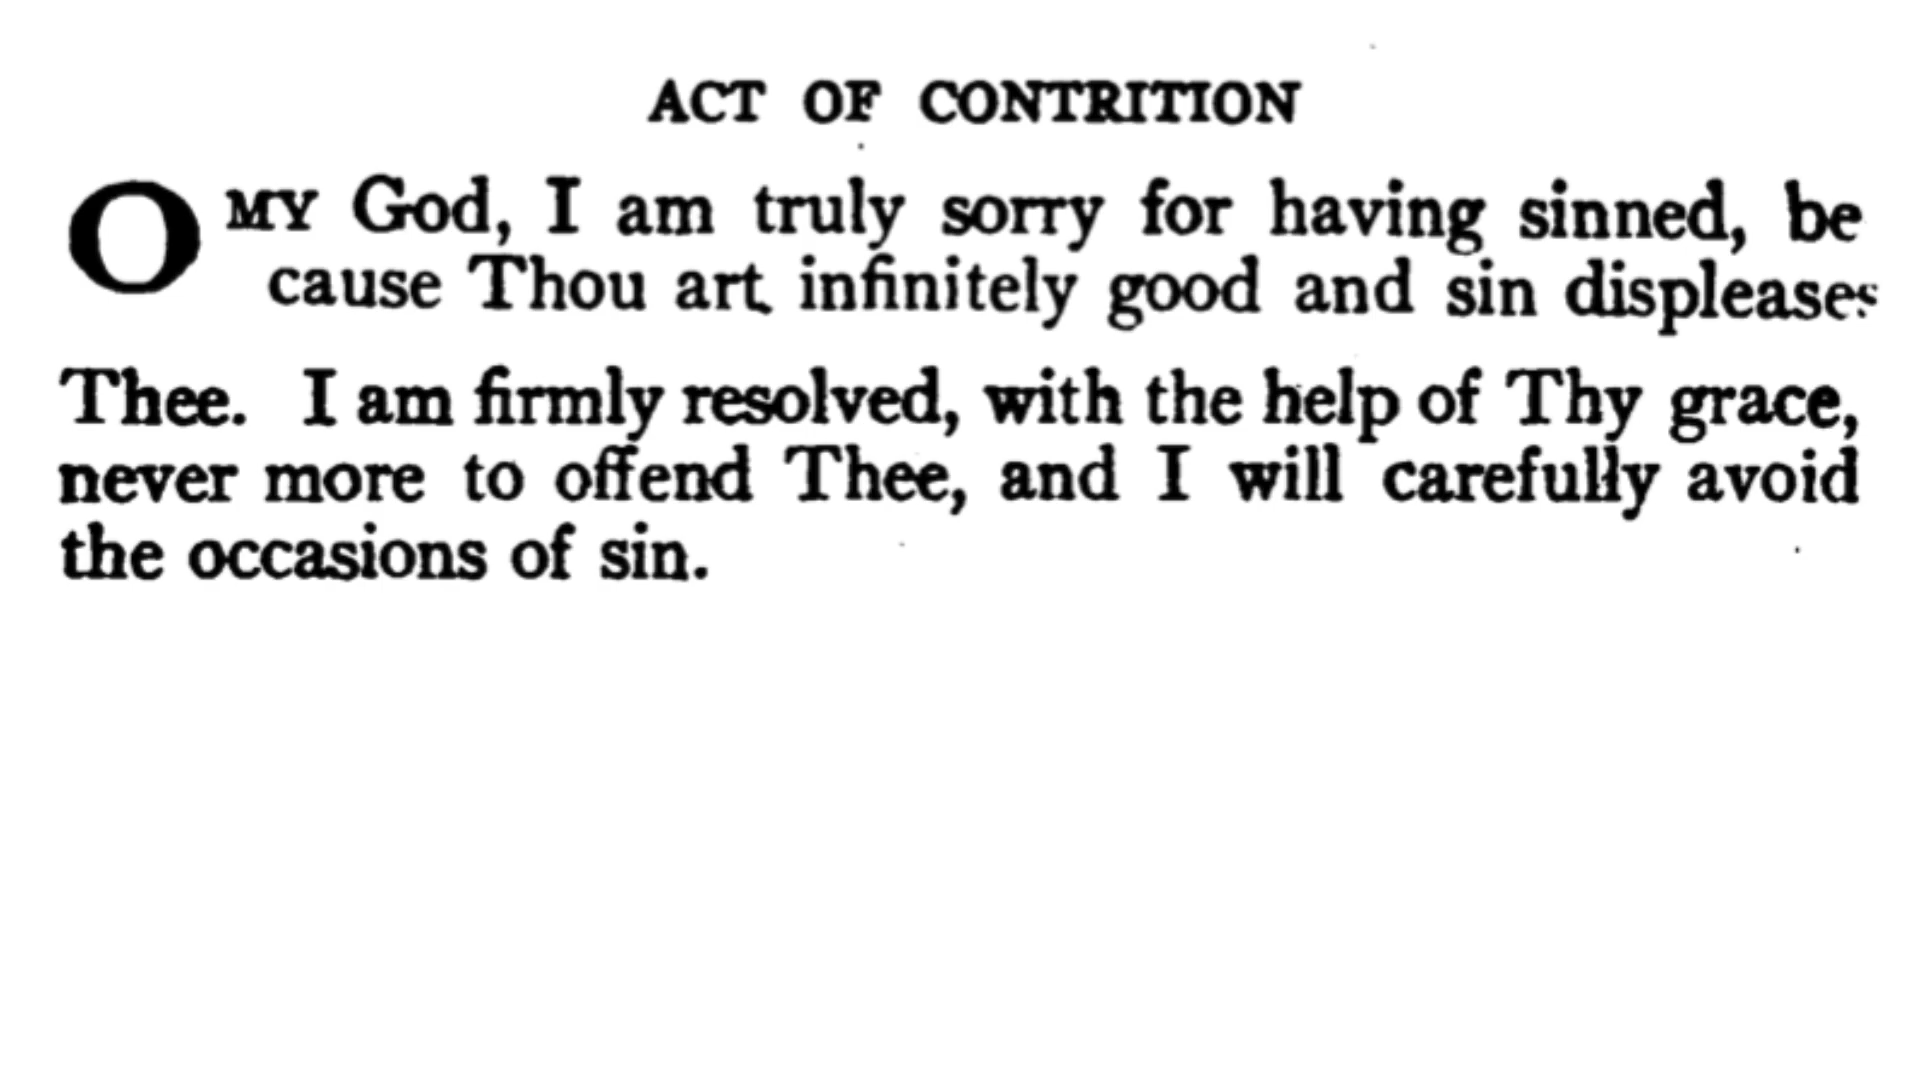 ACT OF CONTRITION
O MY God, I am truly sorry for having sinned, be
cause Thou art infinitely good and sin displeases
Thee. I am firmly resolved, with the help of Thy grace,
never more to offend Thee, and I will carefully avoid
the occasions of sin.